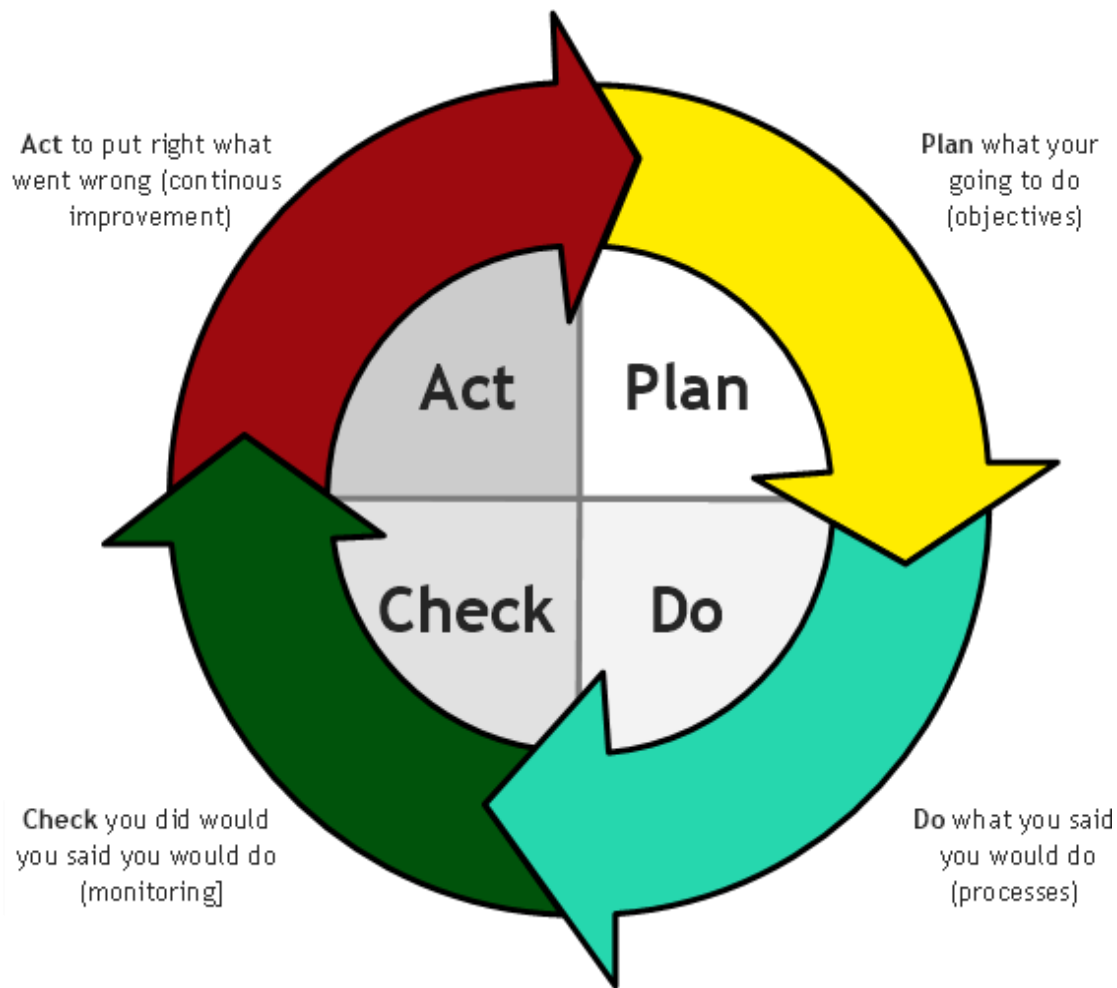 Act to put right what
went wrong (continous
improvement)
Plan what your
going to do
(objectives)
Act
Plan
Check
Do
Check you did would
you said you would do
(monitoring]
Do what you said
you would do
(processes)